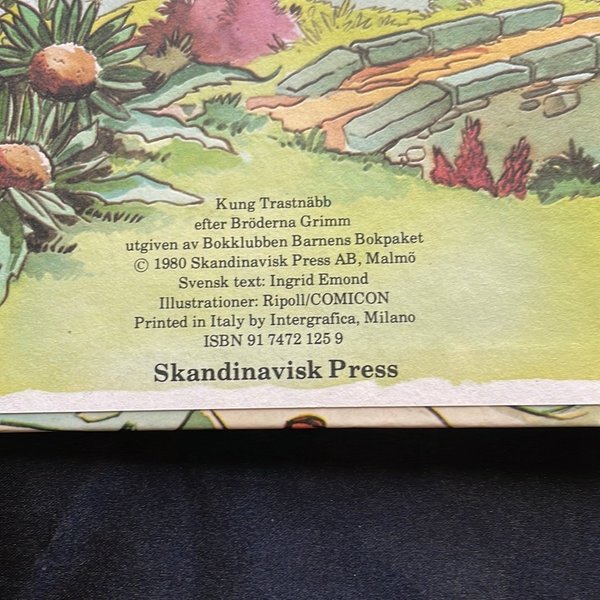 Kung Trastnäbb
efter Bröderna Grimm
utgiven av Bokklubben Barnens Bokpaket
© 1980 Skandinavisk Press AB, Malmö
Svensk text: Ingrid Emond
Illustrationer: Ripoll/COMICON
Printed in Italy by Intergrafica, Milano
ISBN 91 7472 125 9
Skandinavisk Press